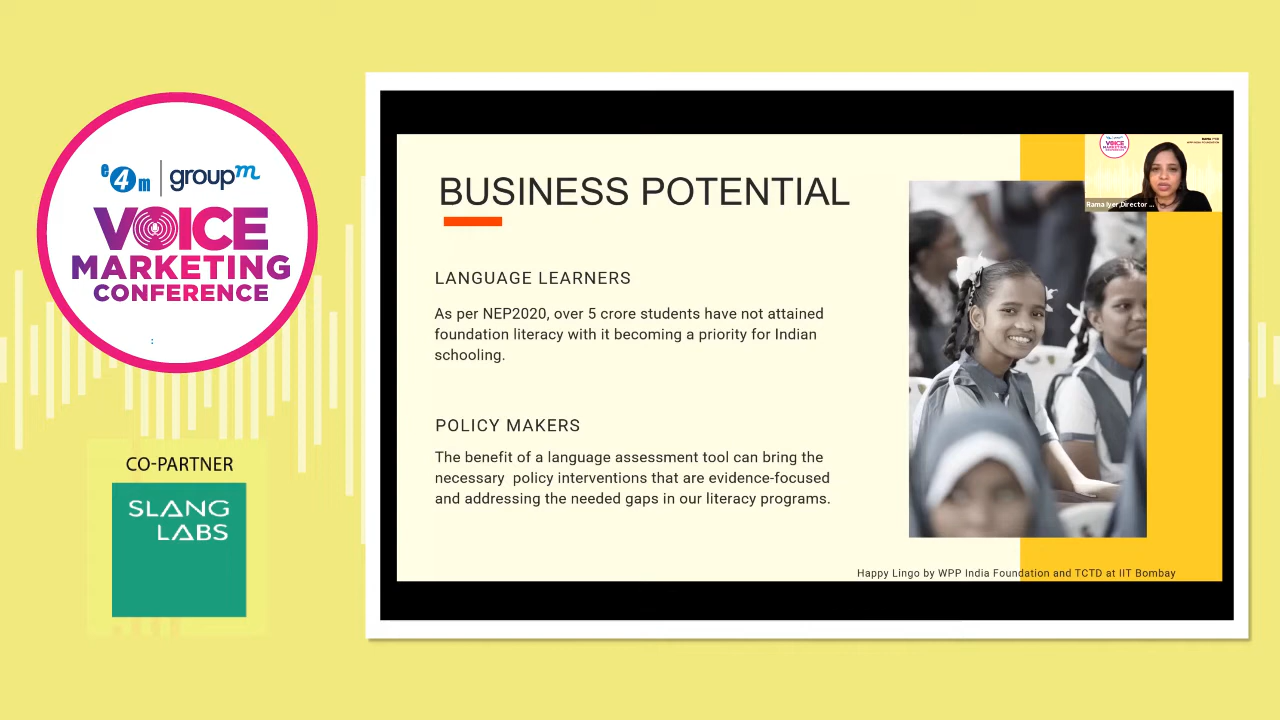 e4m | groupm
VOICE
MARKETING
CONFERENCE
:
CO-PARTNER
SLANG
LABS
BUSINESS POTENTIAL
LANGUAGE LEARNERS
As per NEP2020, over 5 crore students have not attained
foundation literacy with it becoming a priority for Indian
schooling.
POLICY MAKERS
The benefit of a language assessment tool can bring the
necessary policy interventions that are evidence-focused
and addressing the needed gaps in our literacy programs.
Happy Lingo by WPP India Foundation and TCTD at IIT Bombay
VOICE
MARKETING
Rama Iyer,Director ...